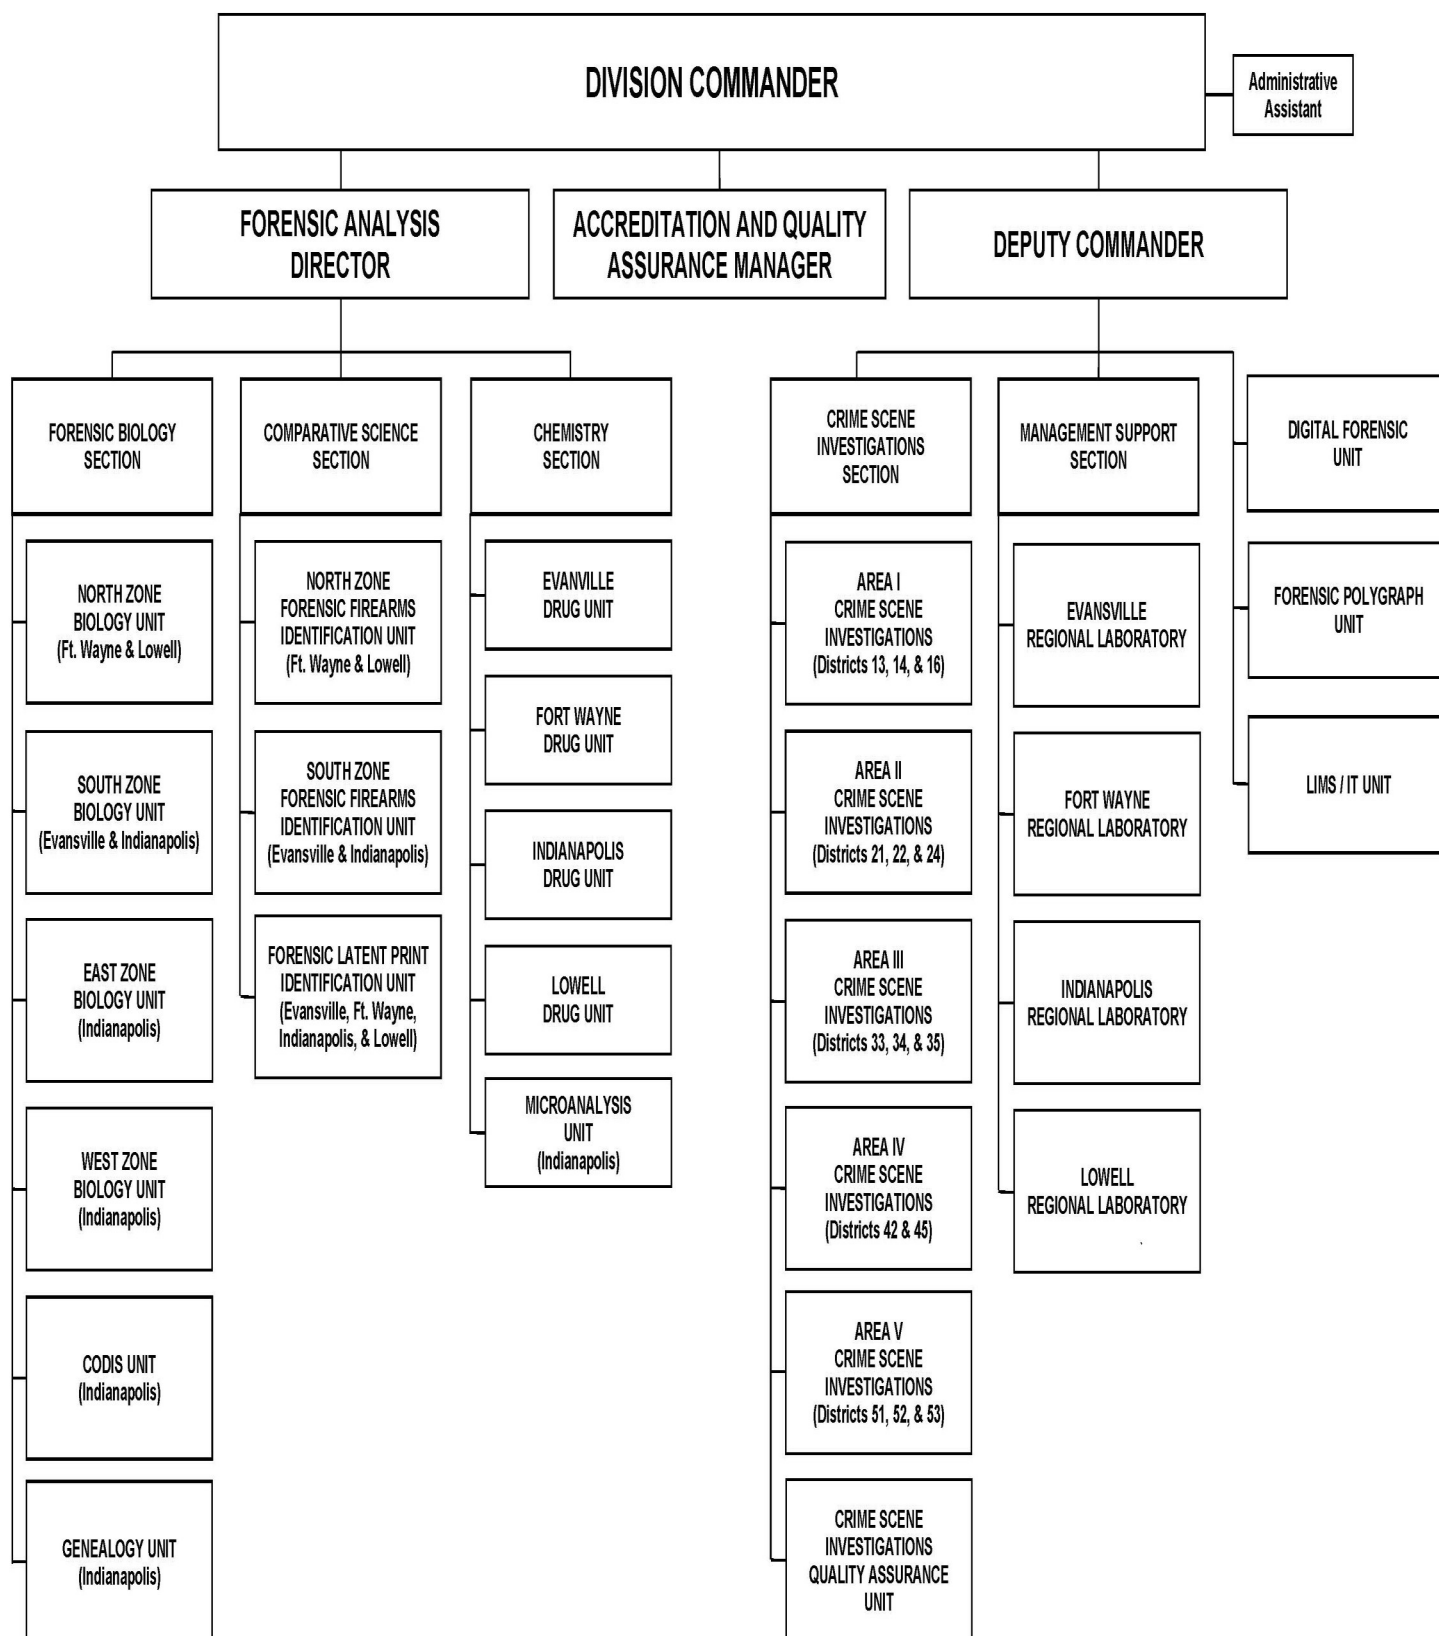 DIVISION COMMANDER
Administrative
Assistant
FORENSIC ANALYSIS
DIRECTOR
ACCREDITATION AND QUALITY
ASSURANCE MANAGER
DEPUTY COMMANDER
FORENSIC BIOLOGY
SECTION
COMPARATIVE SCIENCE
SECTION
CHEMISTRY
SECTION
CRIME SCENE
INVESTIGATIONS
SECTION
MANAGEMENT SUPPORT
SECTION
DIGITAL FORENSIC
UNIT
NORTH ZONE
BIOLOGY UNIT
(Ft. Wayne & Lowell)
SOUTH ZONE
BIOLOGY UNIT
(Evansville & Indianapolis)
EAST ZONE
BIOLOGY UNIT
(Indianapolis)
WEST ZONE
BIOLOGY UNIT
(Indianapolis)
CODIS UNIT
(Indianapolis)
GENEALOGY UNIT
(Indianapolis)
NORTH ZONE
FORENSIC FIREARMS
IDENTIFICATION UNIT
(Ft. Wayne & Lowell)
SOUTH ZONE
FORENSIC FIREARMS
IDENTIFICATION UNIT
(Evansville & Indianapolis)
FORENSIC LATENT PRINT
IDENTIFICATION UNIT
(Evansville, Ft. Wayne,
Indianapolis, & Lowell)
EVANVILLE
DRUG UNIT
FORT WAYNE
DRUG UNIT
INDIANAPOLIS
DRUG UNIT
LOWELL
DRUG UNIT
MICROANALYSIS
UNIT
(Indianapolis)
AREA I
CRIME SCENE
INVESTIGATIONS
(Districts 13, 14, & 16)
AREA II
CRIME SCENE
INVESTIGATIONS
(Districts 21, 22, & 24)
AREA III
CRIME SCENE
INVESTIGATIONS
(Districts 33, 34, & 35)
AREA IV
CRIME SCENE
INVESTIGATIONS
(Districts 42 & 45)
AREA V
CRIME SCENE
INVESTIGATIONS
(Districts 51, 52, & 53)
CRIME SCENE
INVESTIGATIONS
QUALITY ASSURANCE
UNIT
EVANSVILLE
REGIONAL LABORATORY
FORT WAYNE
REGIONAL LABORATORY
INDIANAPOLIS
REGIONAL LABORATORY
LOWELL
REGIONAL LABORATORY
FORENSIC POLYGRAPH
UNIT
LIMS / IT UNIT